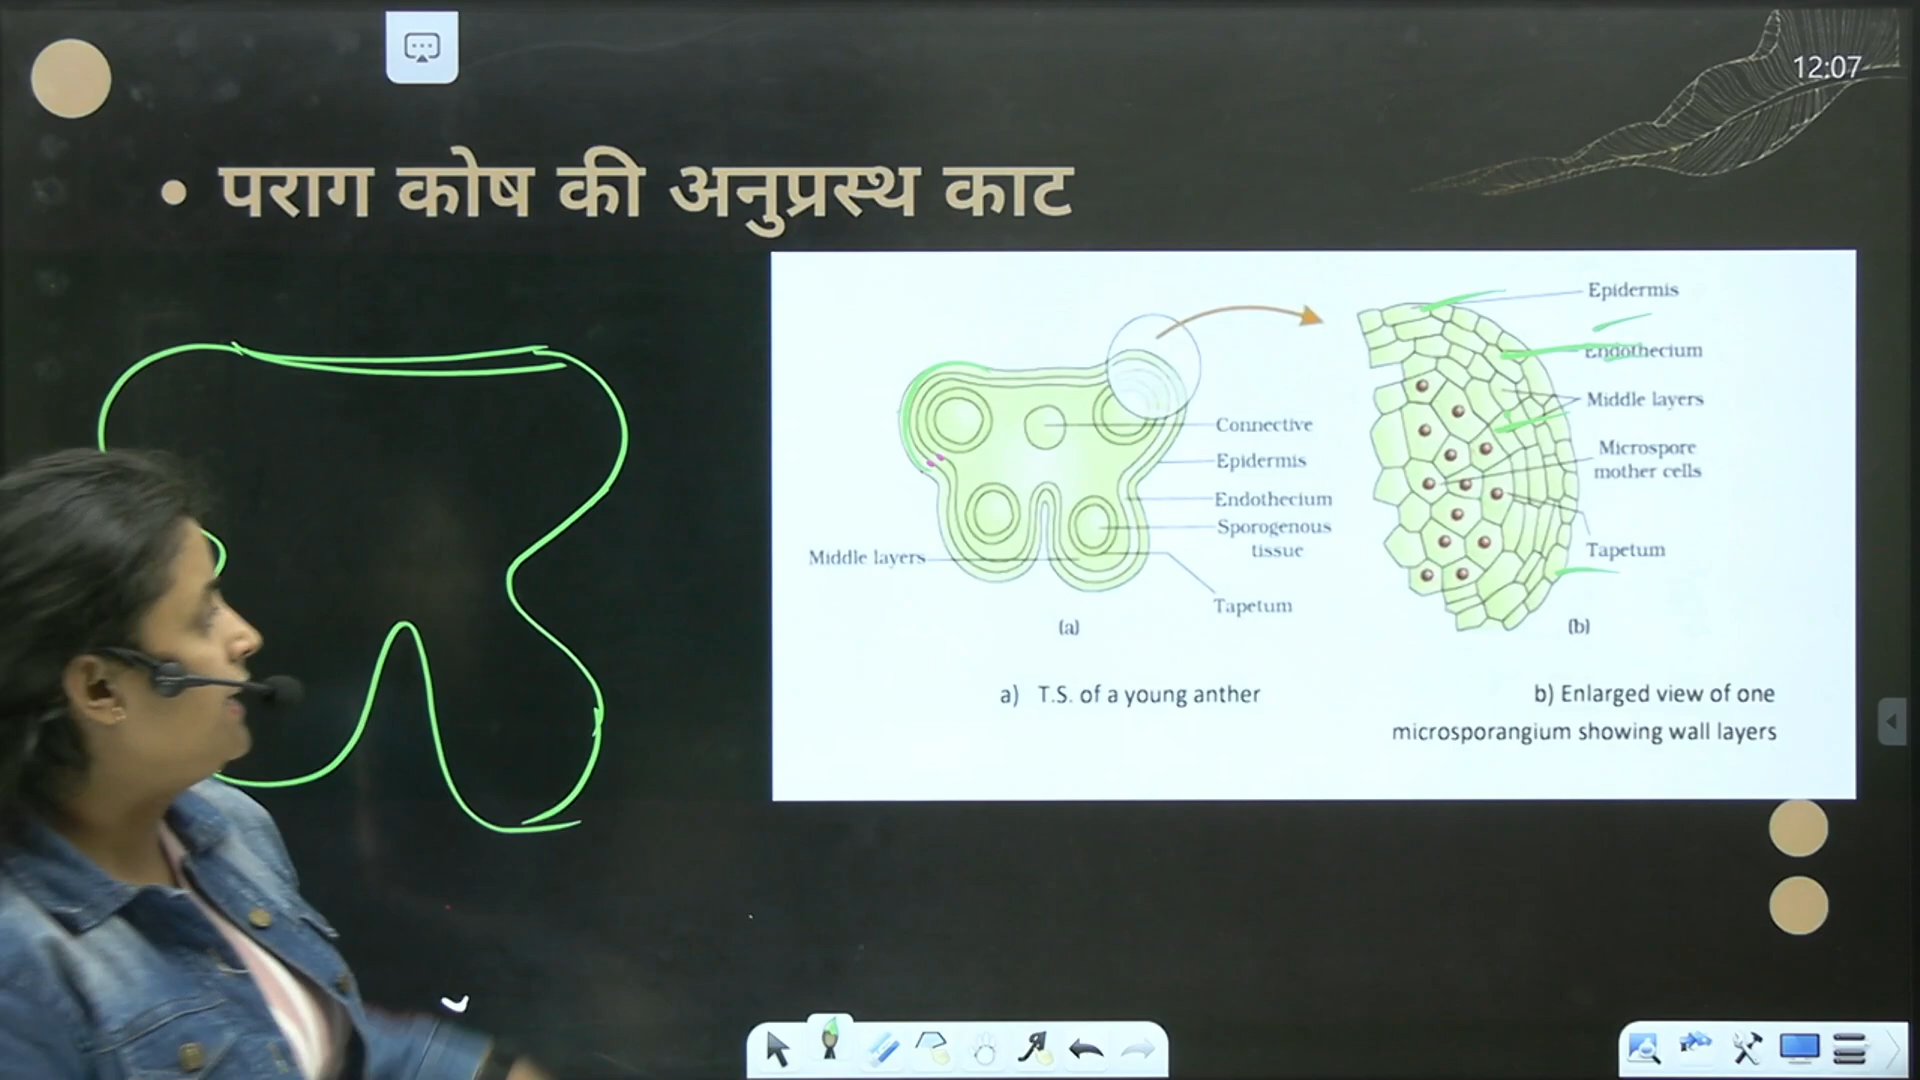 12:07
• पराग कोष की अनुप्रस्थ काट
Epidermis
Endothecium
Middle layers
Microspore
mother cells
Tapetum
(b)
Connective
Epidermis
Endothecium
Sporogenous
tissue
Middle layers
Tapetum
(a)
a) T.S. of a young anther
b) Enlarged view of one
microsporangium showing wall layers